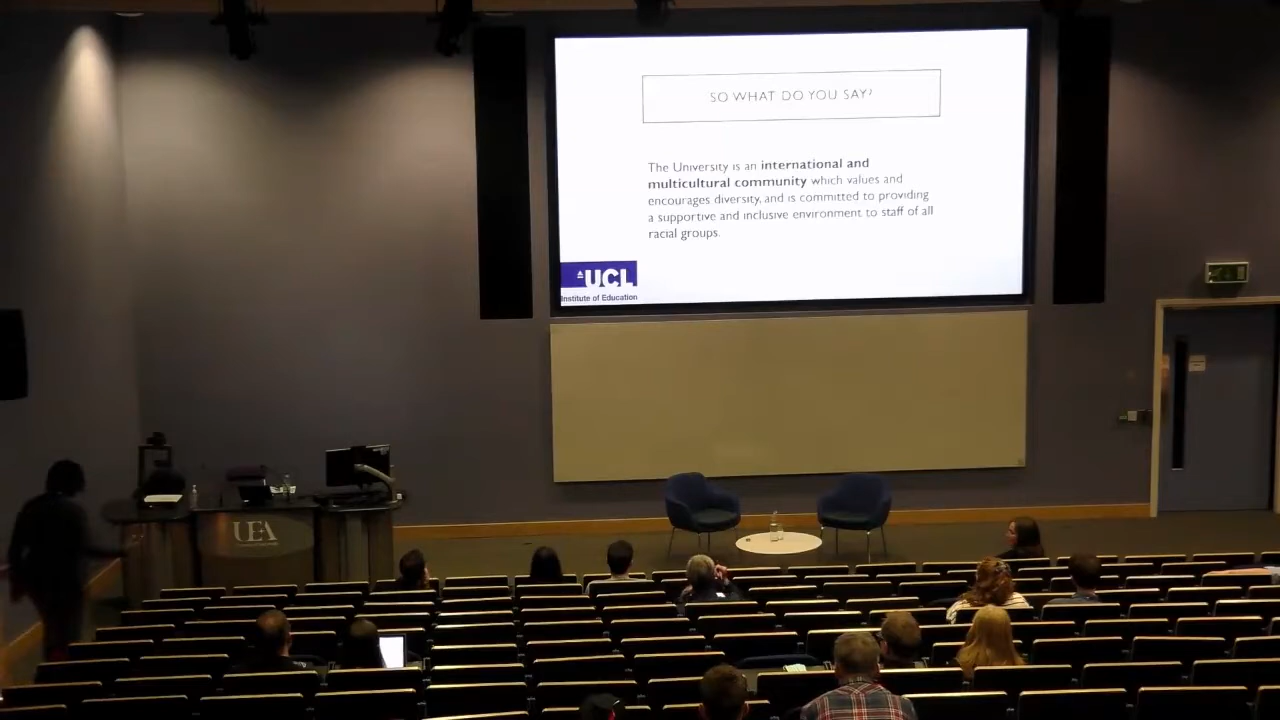 SO WHAT DO YOU SAY?
The University is an international and
multicultural community which values and
encourages diversity, and is committed to providing
a supportive and inclusive environment to staff of all
racial groups.
UCL
Institute of Education
UEA